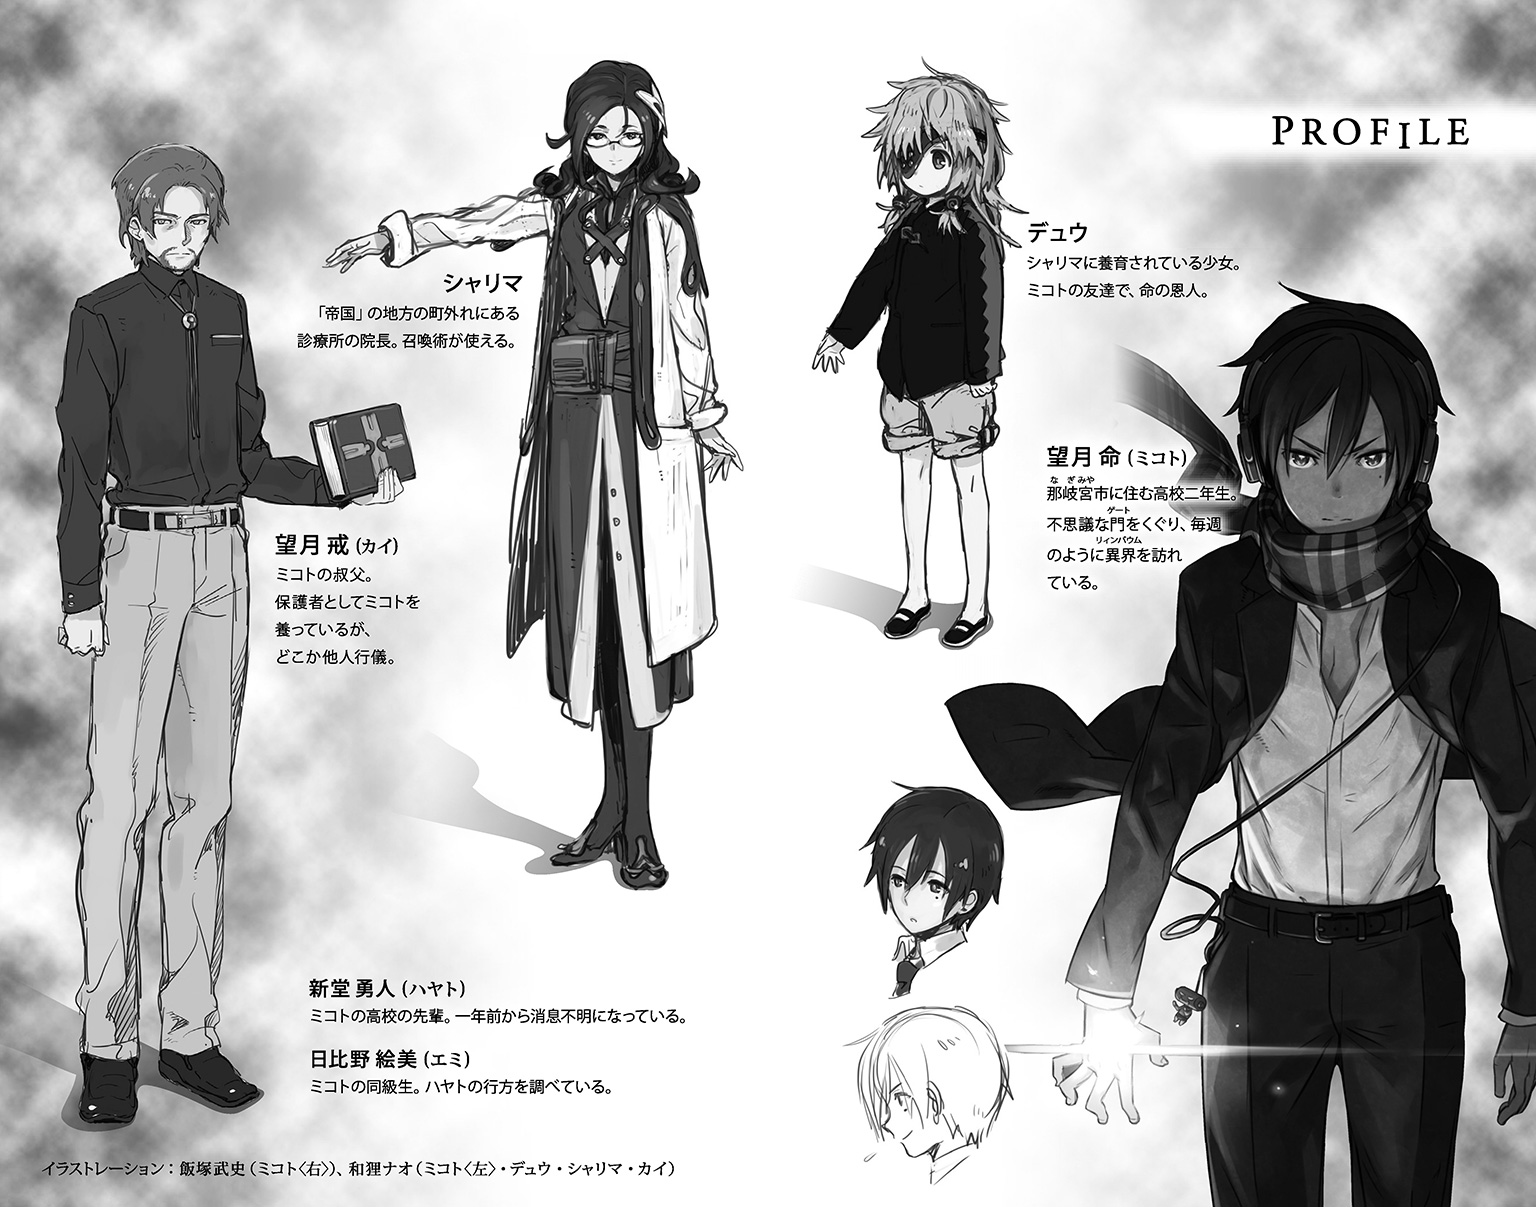 PROFILE
デュウ
シャリマに養育されている少女。
ミコトの友達で、命の恩人。
望月 命 (ミコト)
なぎみや
那岐宮市に住む高校二年生。
ゲート
不思議な門をくぐり、毎週
リィンバウム
のように異界を訪れ
ている。
シャリマ
「帝国」の地方の町外れにある
診療所の院長。召喚術が使える。
望月 戒 (カイ)
ミコトの叔父。
保護者としてミコトを
養っているが、
どこか他人行儀。
新堂 勇人 (ハヤト)
ミコトの高校の先輩。一年前から消息不明になっている。
日比野 絵美 (エミ)
ミコトの同級生。ハヤトの行方を調べている。
イラストレーション：飯塚武史（ミコト〈右〉）、和狸ナオ（ミコト〈左〉・デュウ・シャリマ・カイ）